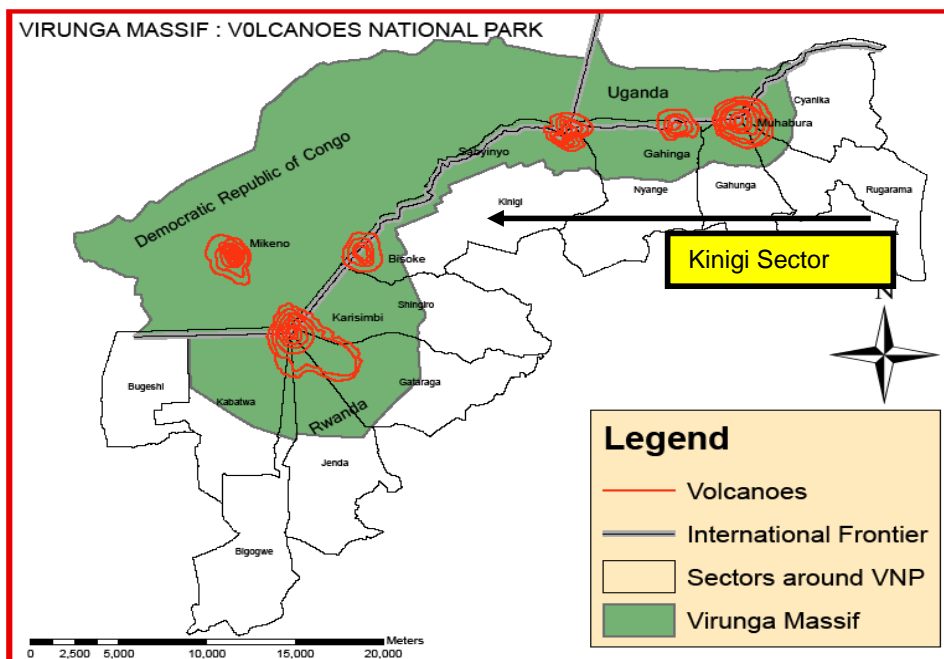 VIRUNGA MASSIF : V0LCANOES NATIONAL PARK
Uganda
Cyanika
Muhabura
Democratic Republic of Congo
Sabyinyo
Gahinga
Nyange
Gahunga
Rugarama
Kinigi
Kinigi Sector
Mikeno
Bisoke
N
Shingiro
Karisimbi
Bugeshi
Kabatwa
Gataraga
Rwanda
Jenda
Bigogwe
Legend
Volcanoes
International Frontier
Sectors around VNP
Virunga Massif
Meters
0 2,500 5,000 10,000 15,000 20,000